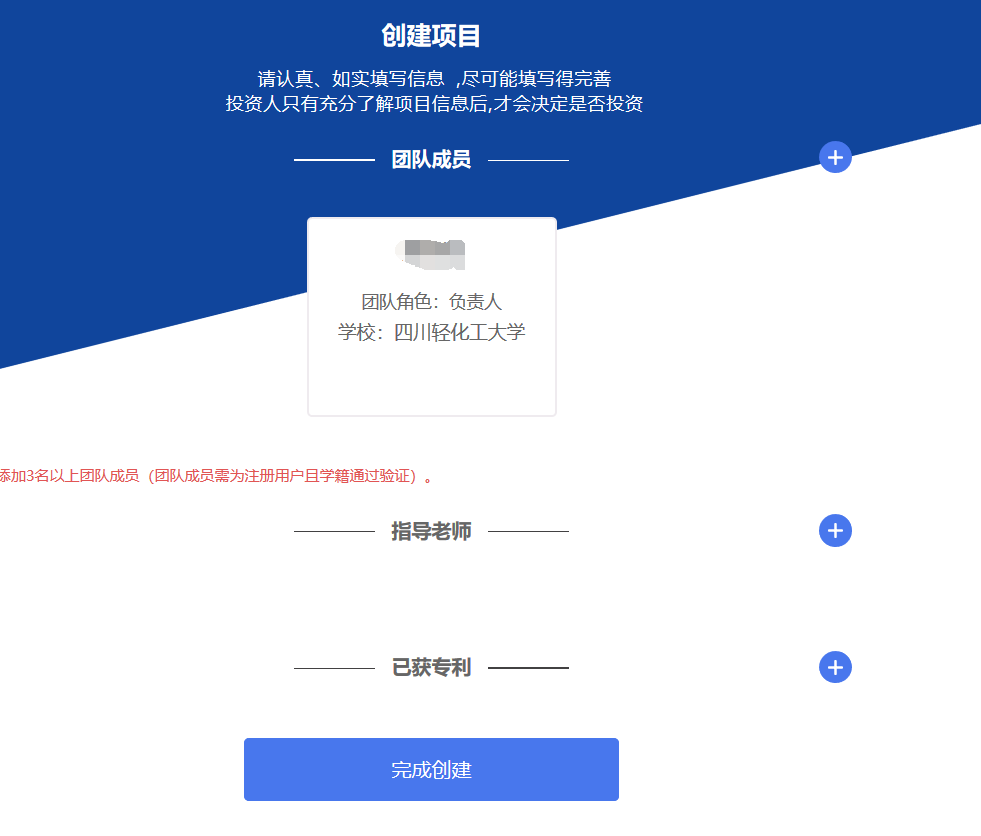 创建项目
请认真、如实填写信息 ,尽可能填写得完善
投资人只有充分了解项目信息后,才会决定是否投资
团队成员
团队角色：负责人
学校：四川轻化工大学
添加3名以上团队成员（团队成员需为注册用户且学籍通过验证）。
指导老师
已获专利
完成创建